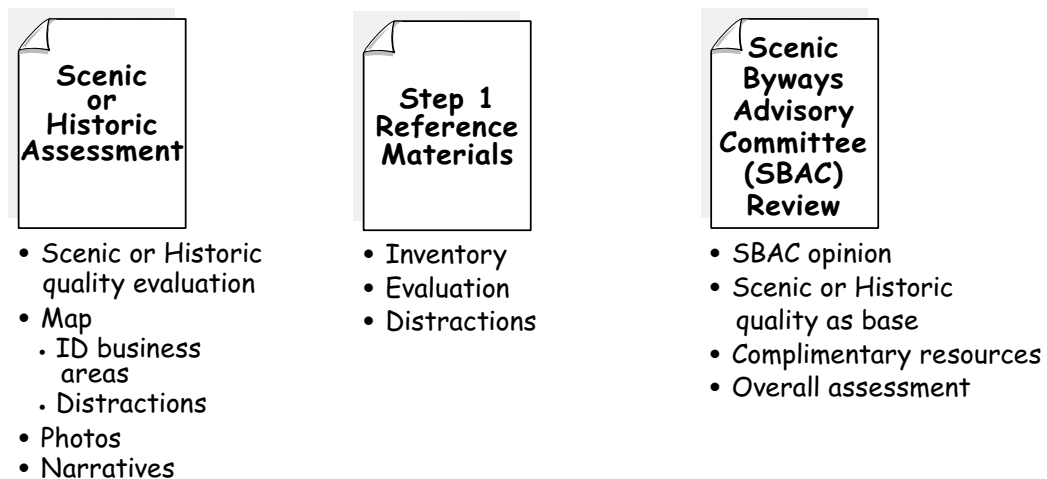 Scenic
or
Historic
Assessment
• Scenic or Historic
quality evaluation
• Map
• ID business
areas
• Distractions
• Photos
• Narratives
Step 1
Reference
Materials
• Inventory
• Evaluation
• Distractions
Scenic
Byways
Advisory
Committee
(SBAC)
Review
• SBAC opinion
• Scenic or Historic
quality as base
• Complimentary resources
• Overall assessment